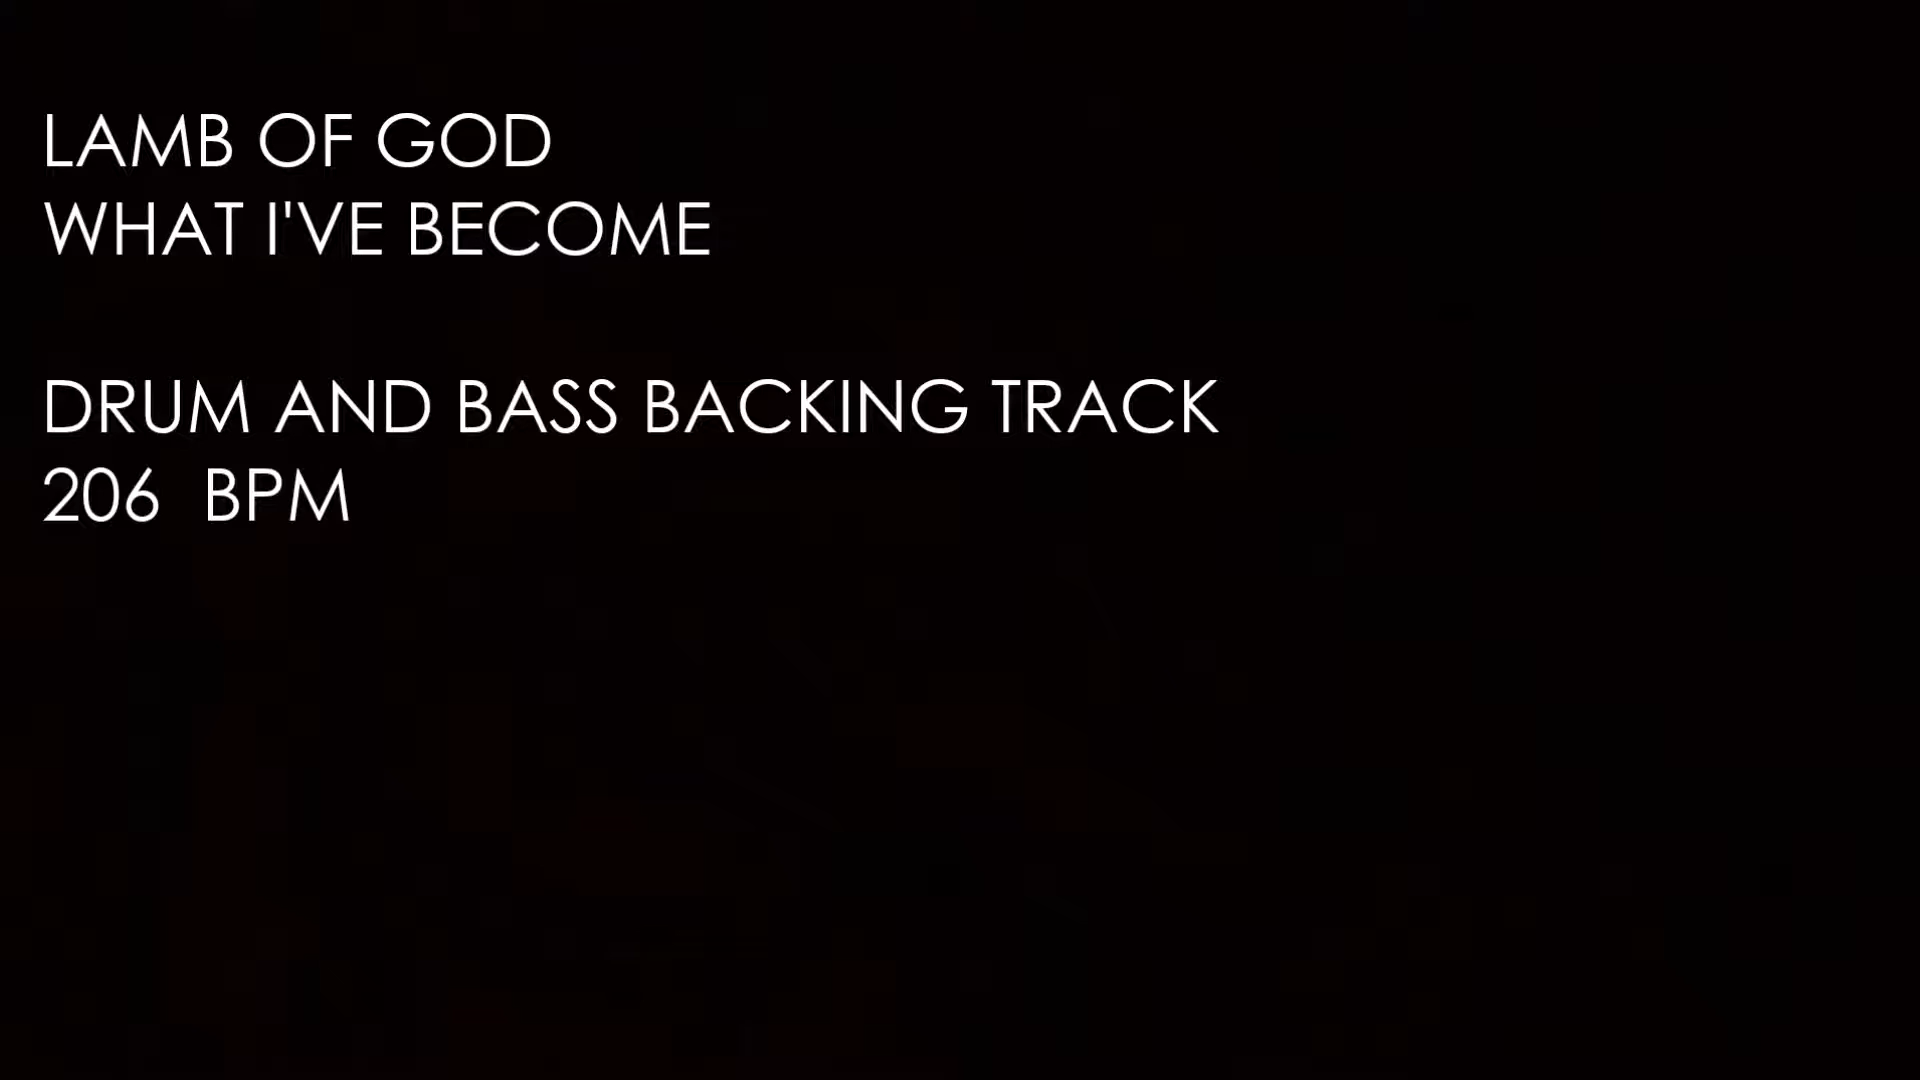 LAMB OF GOD
WHAT I'VE BECOME
DRUM AND BASS BACKING TRACK
206  BPM